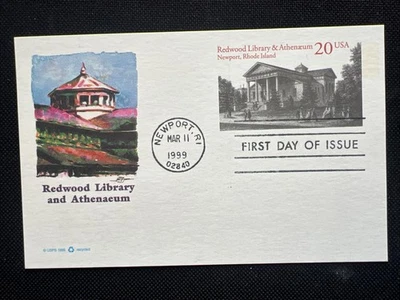 Redwood Library & Athenæum
Newport, Rhode Island
20 USA
NEWPORT, RI
MAR 11
1999
02840
FIRST DAY OF ISSUE
Redwood Library
and Athenaeum